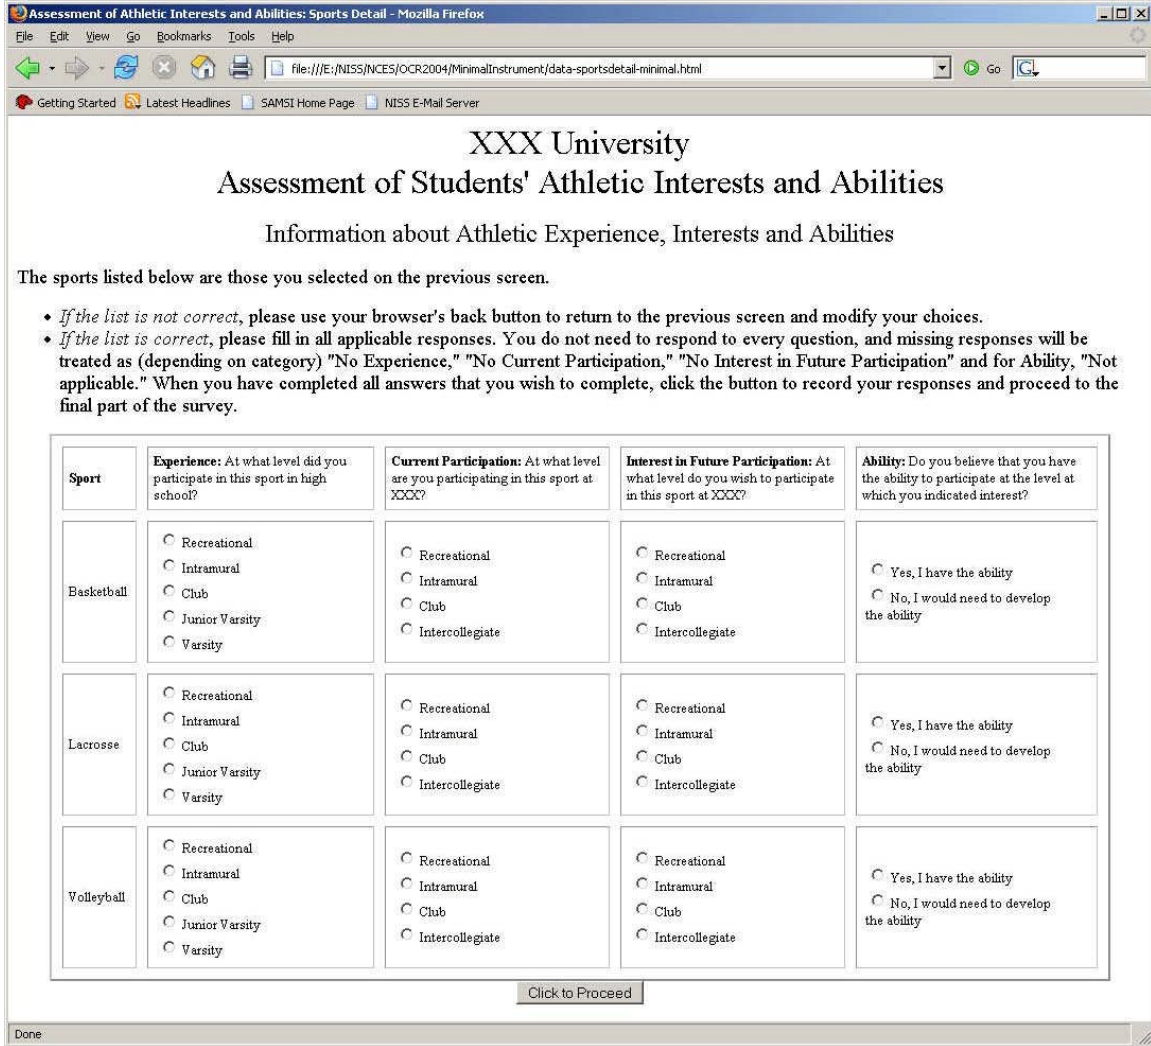 Assessment of Athletic Interests and Abilities: Sports Detail - Mozilla Firefox
File Edit View Go Bookmarks Tools Help
file:///E:/NISS/NCES/OCR2004/MinimalInstrument/data-sportsdetail-minimal.html Go G
Getting Started Latest Headlines SAMSI Home Page NISS E-Mail Server
XXX University
Assessment of Students' Athletic Interests and Abilities
Information about Athletic Experience, Interests and Abilities
The sports listed below are those you selected on the previous screen.
• If the list is not correct, please use your browser's back button to return to the previous screen and modify your choices.
• If the list is correct, please fill in all applicable responses. You do not need to respond to every question, and missing responses will be
treated as (depending on category) "No Experience," "No Current Participation," "No Interest in Future Participation" and for Ability, "Not
applicable." When you have completed all answers that you wish to complete, click the button to record your responses and proceed to the
final part of the survey.
Sport
Experience: At what level did you
participate in this sport in high
school?
Current Participation: At what level
are you participating in this sport at
XXX?
Interest in Future Participation: At
what level do you wish to participate
in this sport at XXX?
Ability: Do you believe that you have
the ability to participate at the level at
which you indicated interest?
Basketball
Recreational
Intramural
Club
Junior Varsity
Varsity
Recreational
Intramural
Club
Intercollegiate
Recreational
Intramural
Club
Intercollegiate
Yes, I have the ability
No, I would need to develop
the ability
Lacrosse
Recreational
Intramural
Club
Junior Varsity
Varsity
Recreational
Intramural
Club
Intercollegiate
Recreational
Intramural
Club
Intercollegiate
Yes, I have the ability
No, I would need to develop
the ability
Volleyball
Recreational
Intramural
Club
Junior Varsity
Varsity
Recreational
Intramural
Club
Intercollegiate
Recreational
Intramural
Club
Intercollegiate
Yes, I have the ability
No, I would need to develop
the ability
Click to Proceed
Done